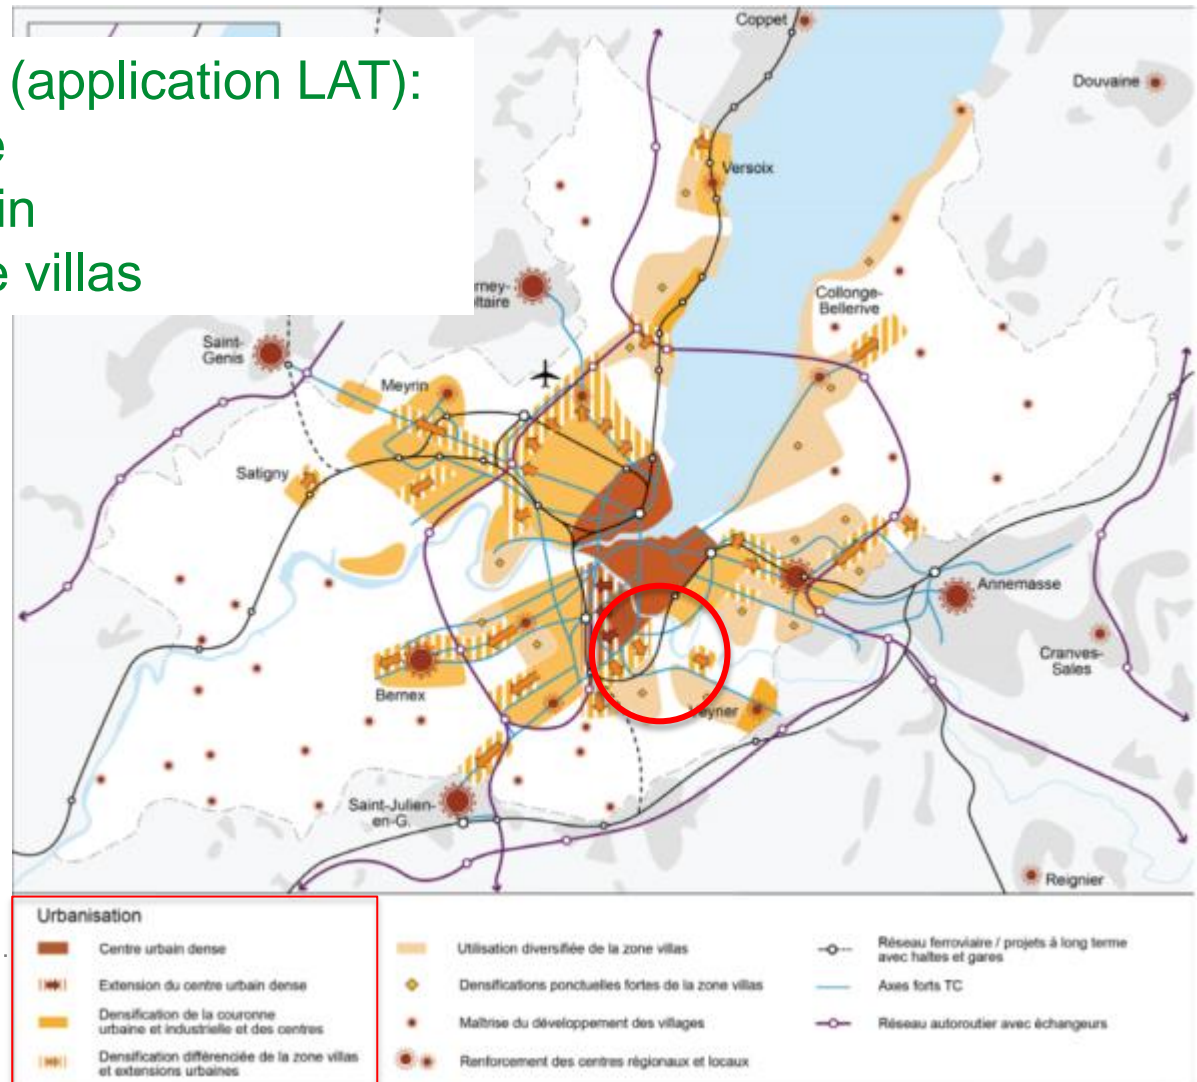 (application LAT):
e
in
e villas
Coppet
Douvaine
Versoix
rney-
ltaire
Collonge-
Bellerive
Saint-
Genis
Meyrin
Satigny
Annemasse
Cranves-
Sales
Bernex
Veyrier
Saint-Julien-
en-G.
Reignier
Urbanisation
Centre urbain dense
Extension du centre urbain dense
Densification de la couronne
urbaine et industrielle et des centres
Densification différenciée de la zone villas
et extensions urbaines
Utilisation diversifiée de la zone villas
Densifications ponctuelles fortes de la zone villas
Maîtrise du développement des villages
Renforcement des centres régionaux et locaux
Réseau ferroviaire / projets à long terme
avec haltes et gares
Axes forts TC
Réseau autoroutier avec échangeurs